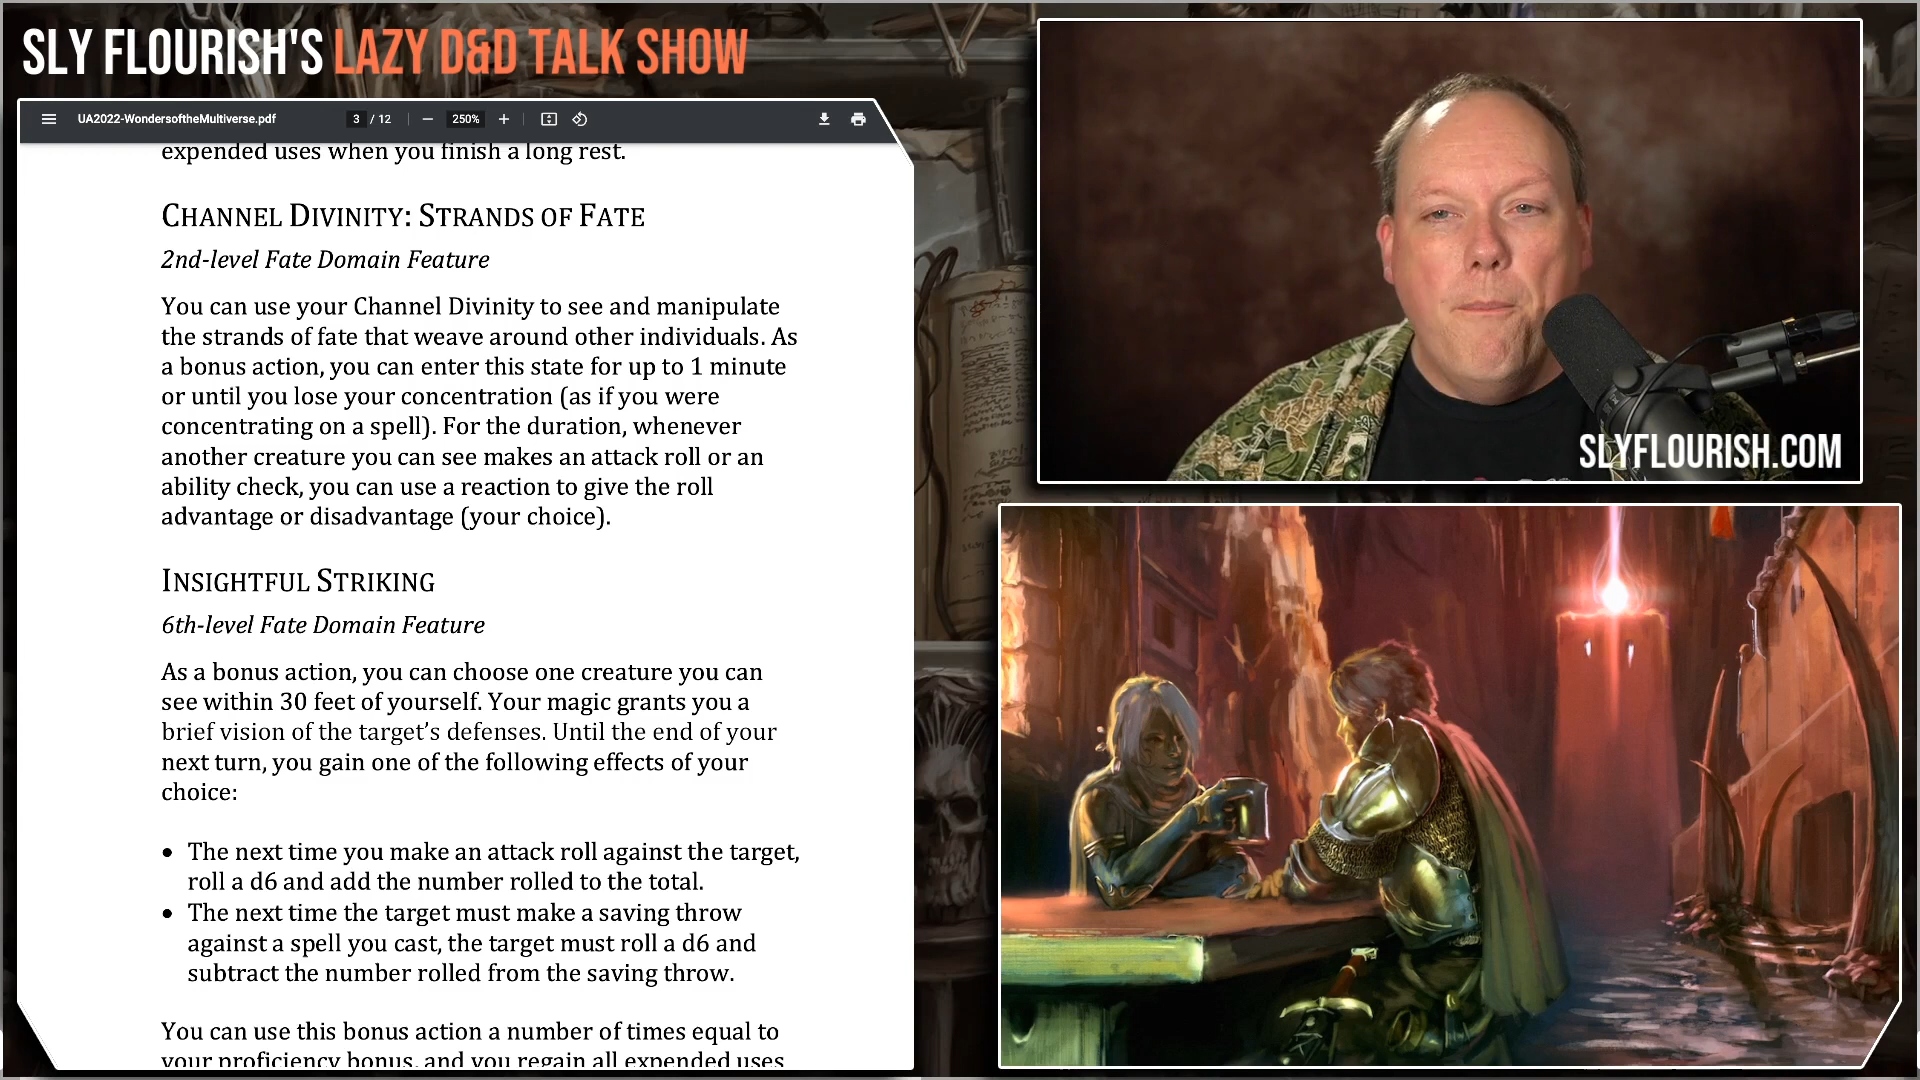 SLY FLOURISH'S LAZY D&D TALK SHOW
UA2022-WondersoftheMultiverse.pdf
3 / 12
250%
expended uses when you finish a long rest.
CHANNEL DIVINITY: STRANDS OF FATE
2nd-level Fate Domain Feature
You can use your Channel Divinity to see and manipulate
the strands of fate that weave around other individuals. As
a bonus action, you can enter this state for up to 1 minute
or until you lose your concentration (as if you were
concentrating on a spell). For the duration, whenever
another creature you can see makes an attack roll or an
ability check, you can use a reaction to give the roll
advantage or disadvantage (your choice).
INSIGHTFUL STRIKING
6th-level Fate Domain Feature
As a bonus action, you can choose one creature you can
see within 30 feet of yourself. Your magic grants you a
brief vision of the target’s defenses. Until the end of your
next turn, you gain one of the following effects of your
choice:
• The next time you make an attack roll against the target,
roll a d6 and add the number rolled to the total.
• The next time the target must make a saving throw
against a spell you cast, the target must roll a d6 and
subtract the number rolled from the saving throw.
You can use this bonus action a number of times equal to
your proficiency bonus, and you regain all expended uses
SLYFLOURISH.COM